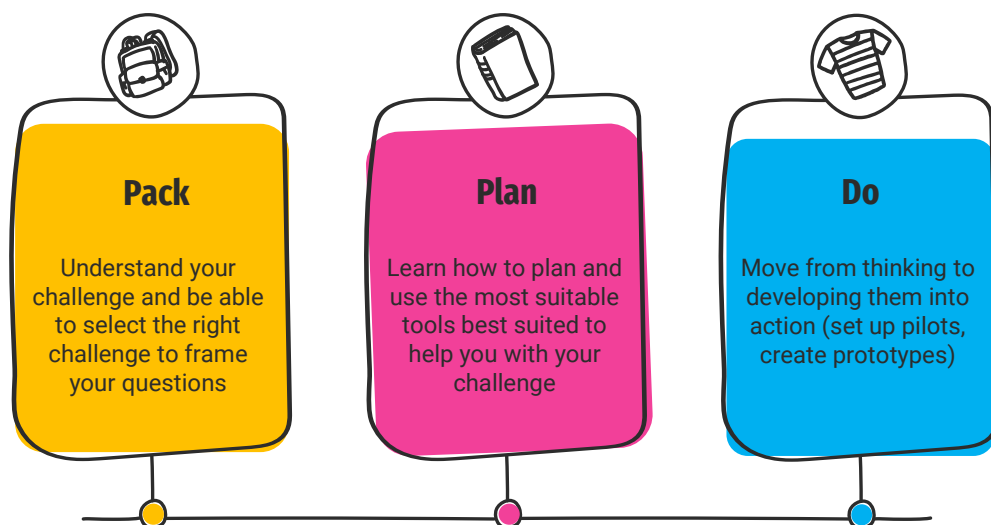 Pack
Understand your
challenge and be able
to select the right
challenge to frame
your questions
Plan
Learn how to plan and
use the most suitable
tools best suited to
help you with your
challenge
Do
Move from thinking to
developing them into
action (set up pilots,
create prototypes)